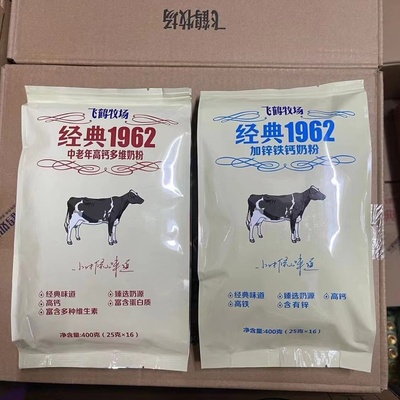 飞鹤牧场
飞鹤牧场
经典1962
中老年高钙多维奶粉
小时候的味道
•经典味道 •臻选奶源
•高钙 •富含蛋白质
•富含多种维生素
净含量:400克(25克×16)
飞鹤牧场
经典1962
加锌铁钙奶粉
小时候的味道
•经典味道 •臻选奶源 •高钙
•高铁 •含有锌
净含量:400克(25克×16)